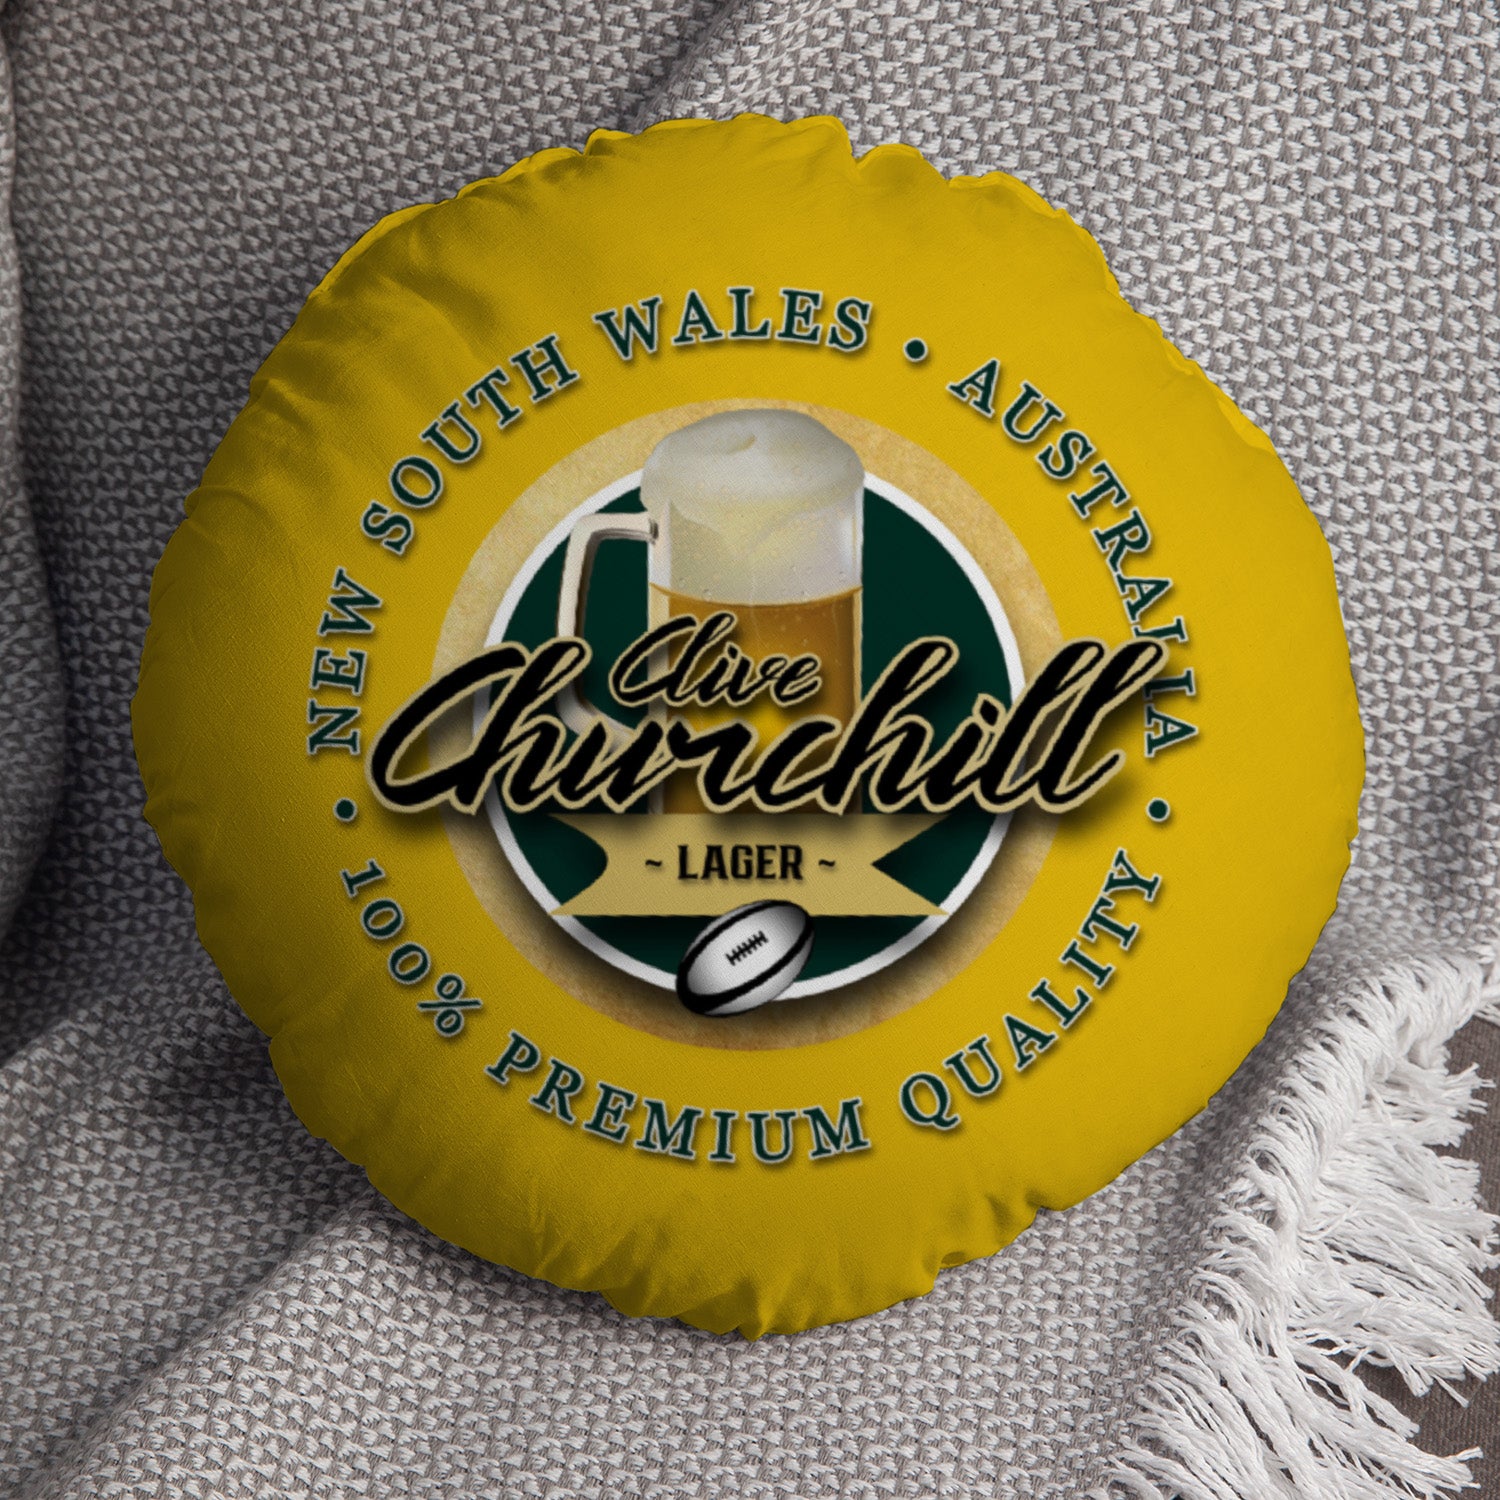 • NEW SOUTH WALES • AUSTRALIA •
Clive
Churchill
~ LAGER ~
100% PREMIUM QUALITY